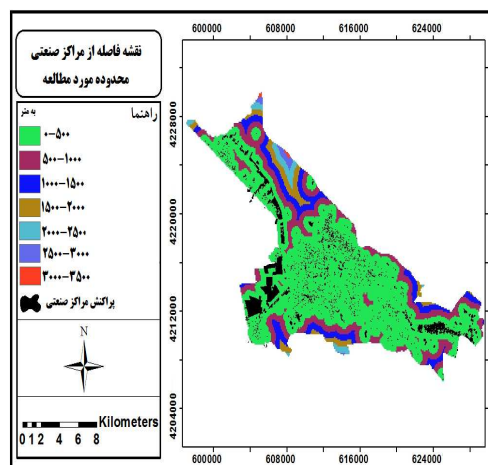 نقشه فاصله از مراکز صنعتی
محدوده مورد مطالعه
راهنما
به متر
۰-۵۰۰
۵۰۰-۱۰۰۰
۱۰۰۰-۱۵۰۰
۱۵۰۰-۲۰۰۰
۲۰۰۰-۲۵۰۰
۲۵۰۰-۳۰۰۰
۳۰۰۰-۳۵۰۰
پراکنش مراکز صنعتی
N
Kilometers
0 1 2 4 6 8
600000 608000 616000 624000
4228000
4220000
4212000
4204000
600000 608000 616000 624000